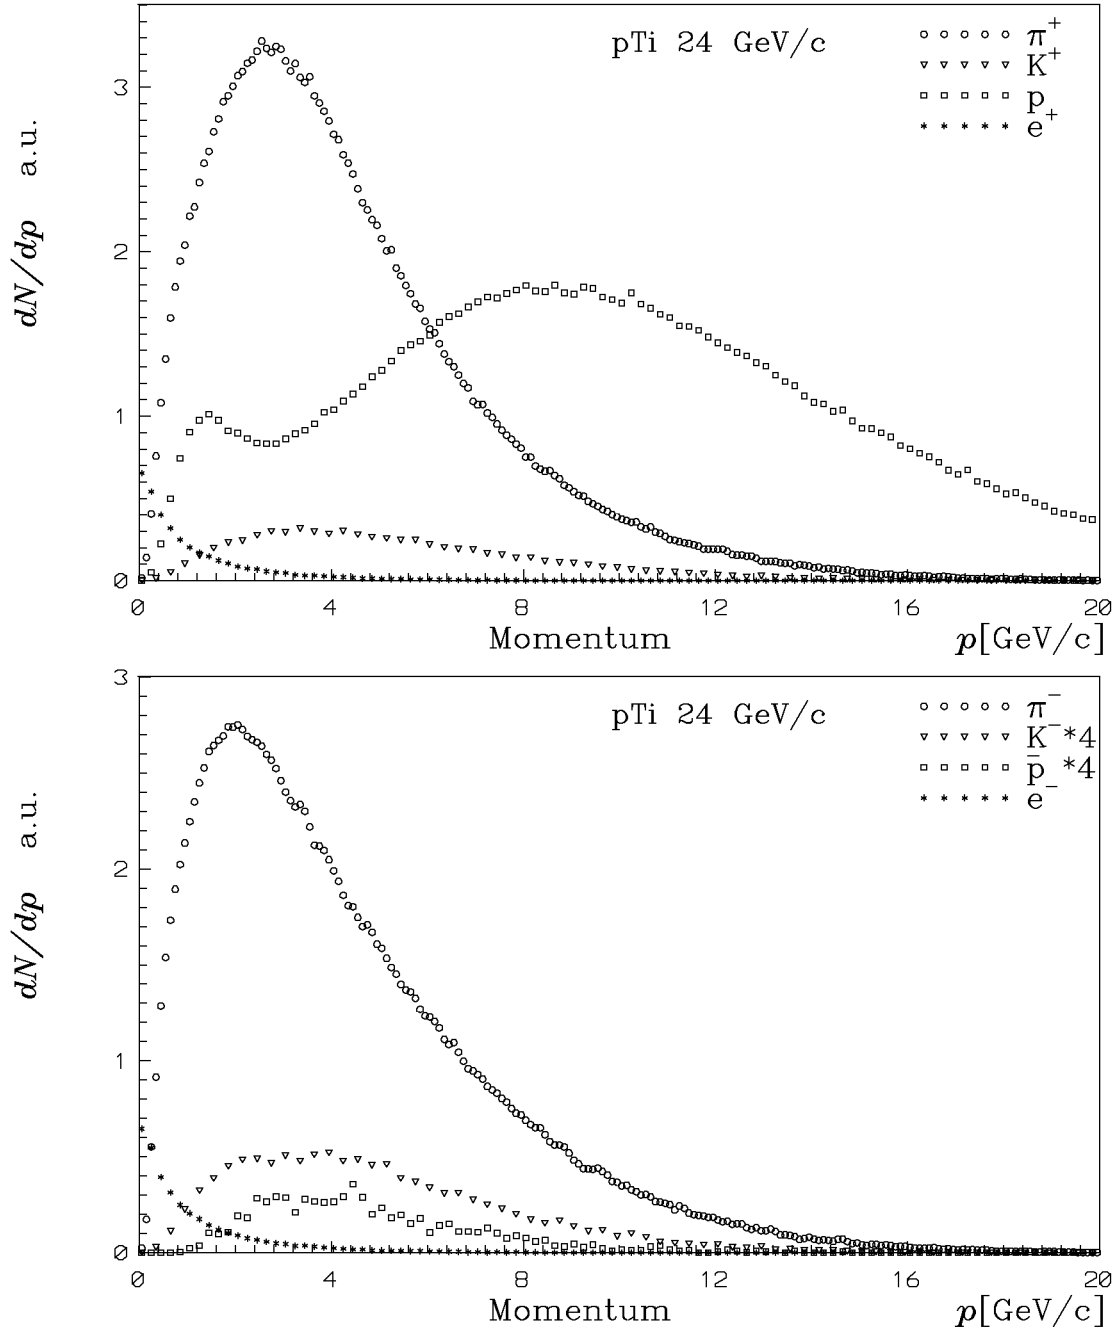 pTi 24 GeV/c
π⁺
K⁺
p
e⁺
dN/dp a.u.
3
2
1
0
0 4 8 12 16 20
Momentum p[GeV/c]
pTi 24 GeV/c
π⁻
K⁻*4
p̄ *4
e⁻
dN/dp a.u.
3
2
1
0
0 4 8 12 16 20
Momentum p[GeV/c]